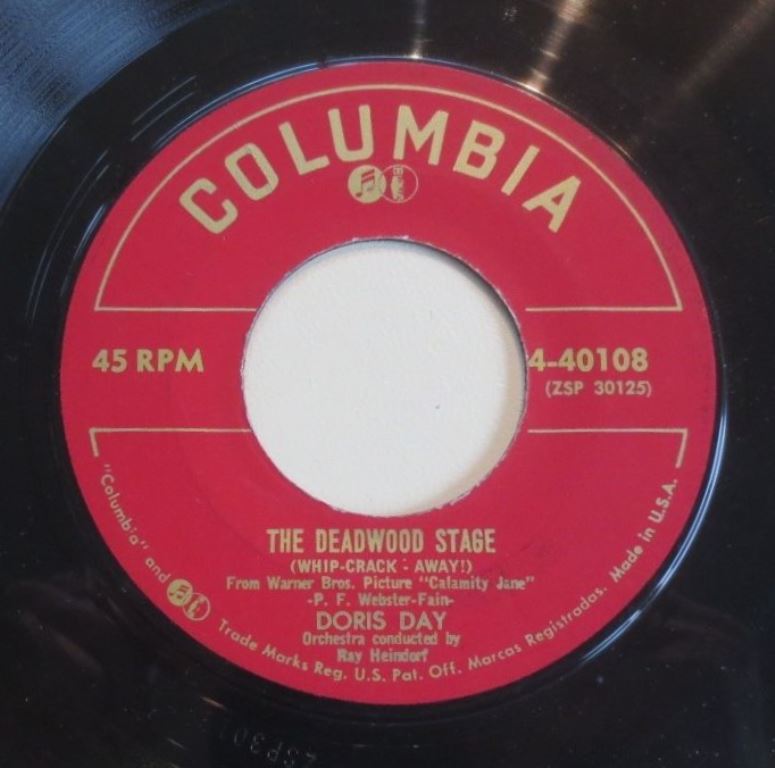 COLUMBIA
45 RPM
4-40108
(ZSP 30125)
THE DEADWOOD STAGE
(WHIP-CRACK - AWAY!)
From Warner Bros. Picture "Calamity Jane"
-P. F. Webster-Fain-
DORIS DAY
Orchestra conducted by
Ray Heindorf
"Columbia" and Trade Marks Reg. U.S. Pat. Off. Marcas Registradas. Made in U.S.A.